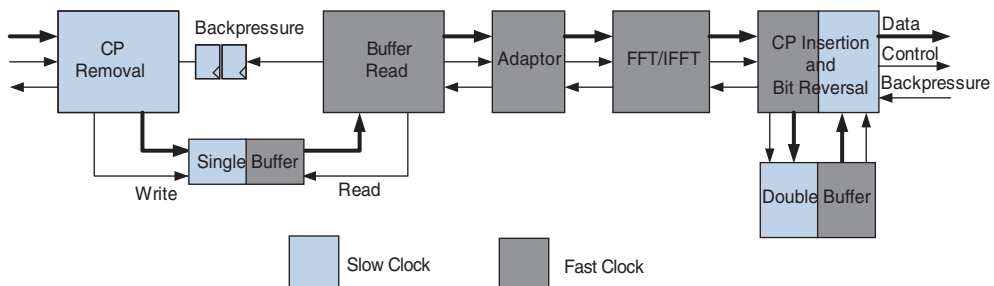 Backpressure
CP
Removal
Buffer
Read
Adaptor
FFT/IFFT
CP Insertion
and
Bit Reversal
Data
Control
Backpressure
Single Buffer
Write
Read
Double Buffer
Slow Clock
Fast Clock